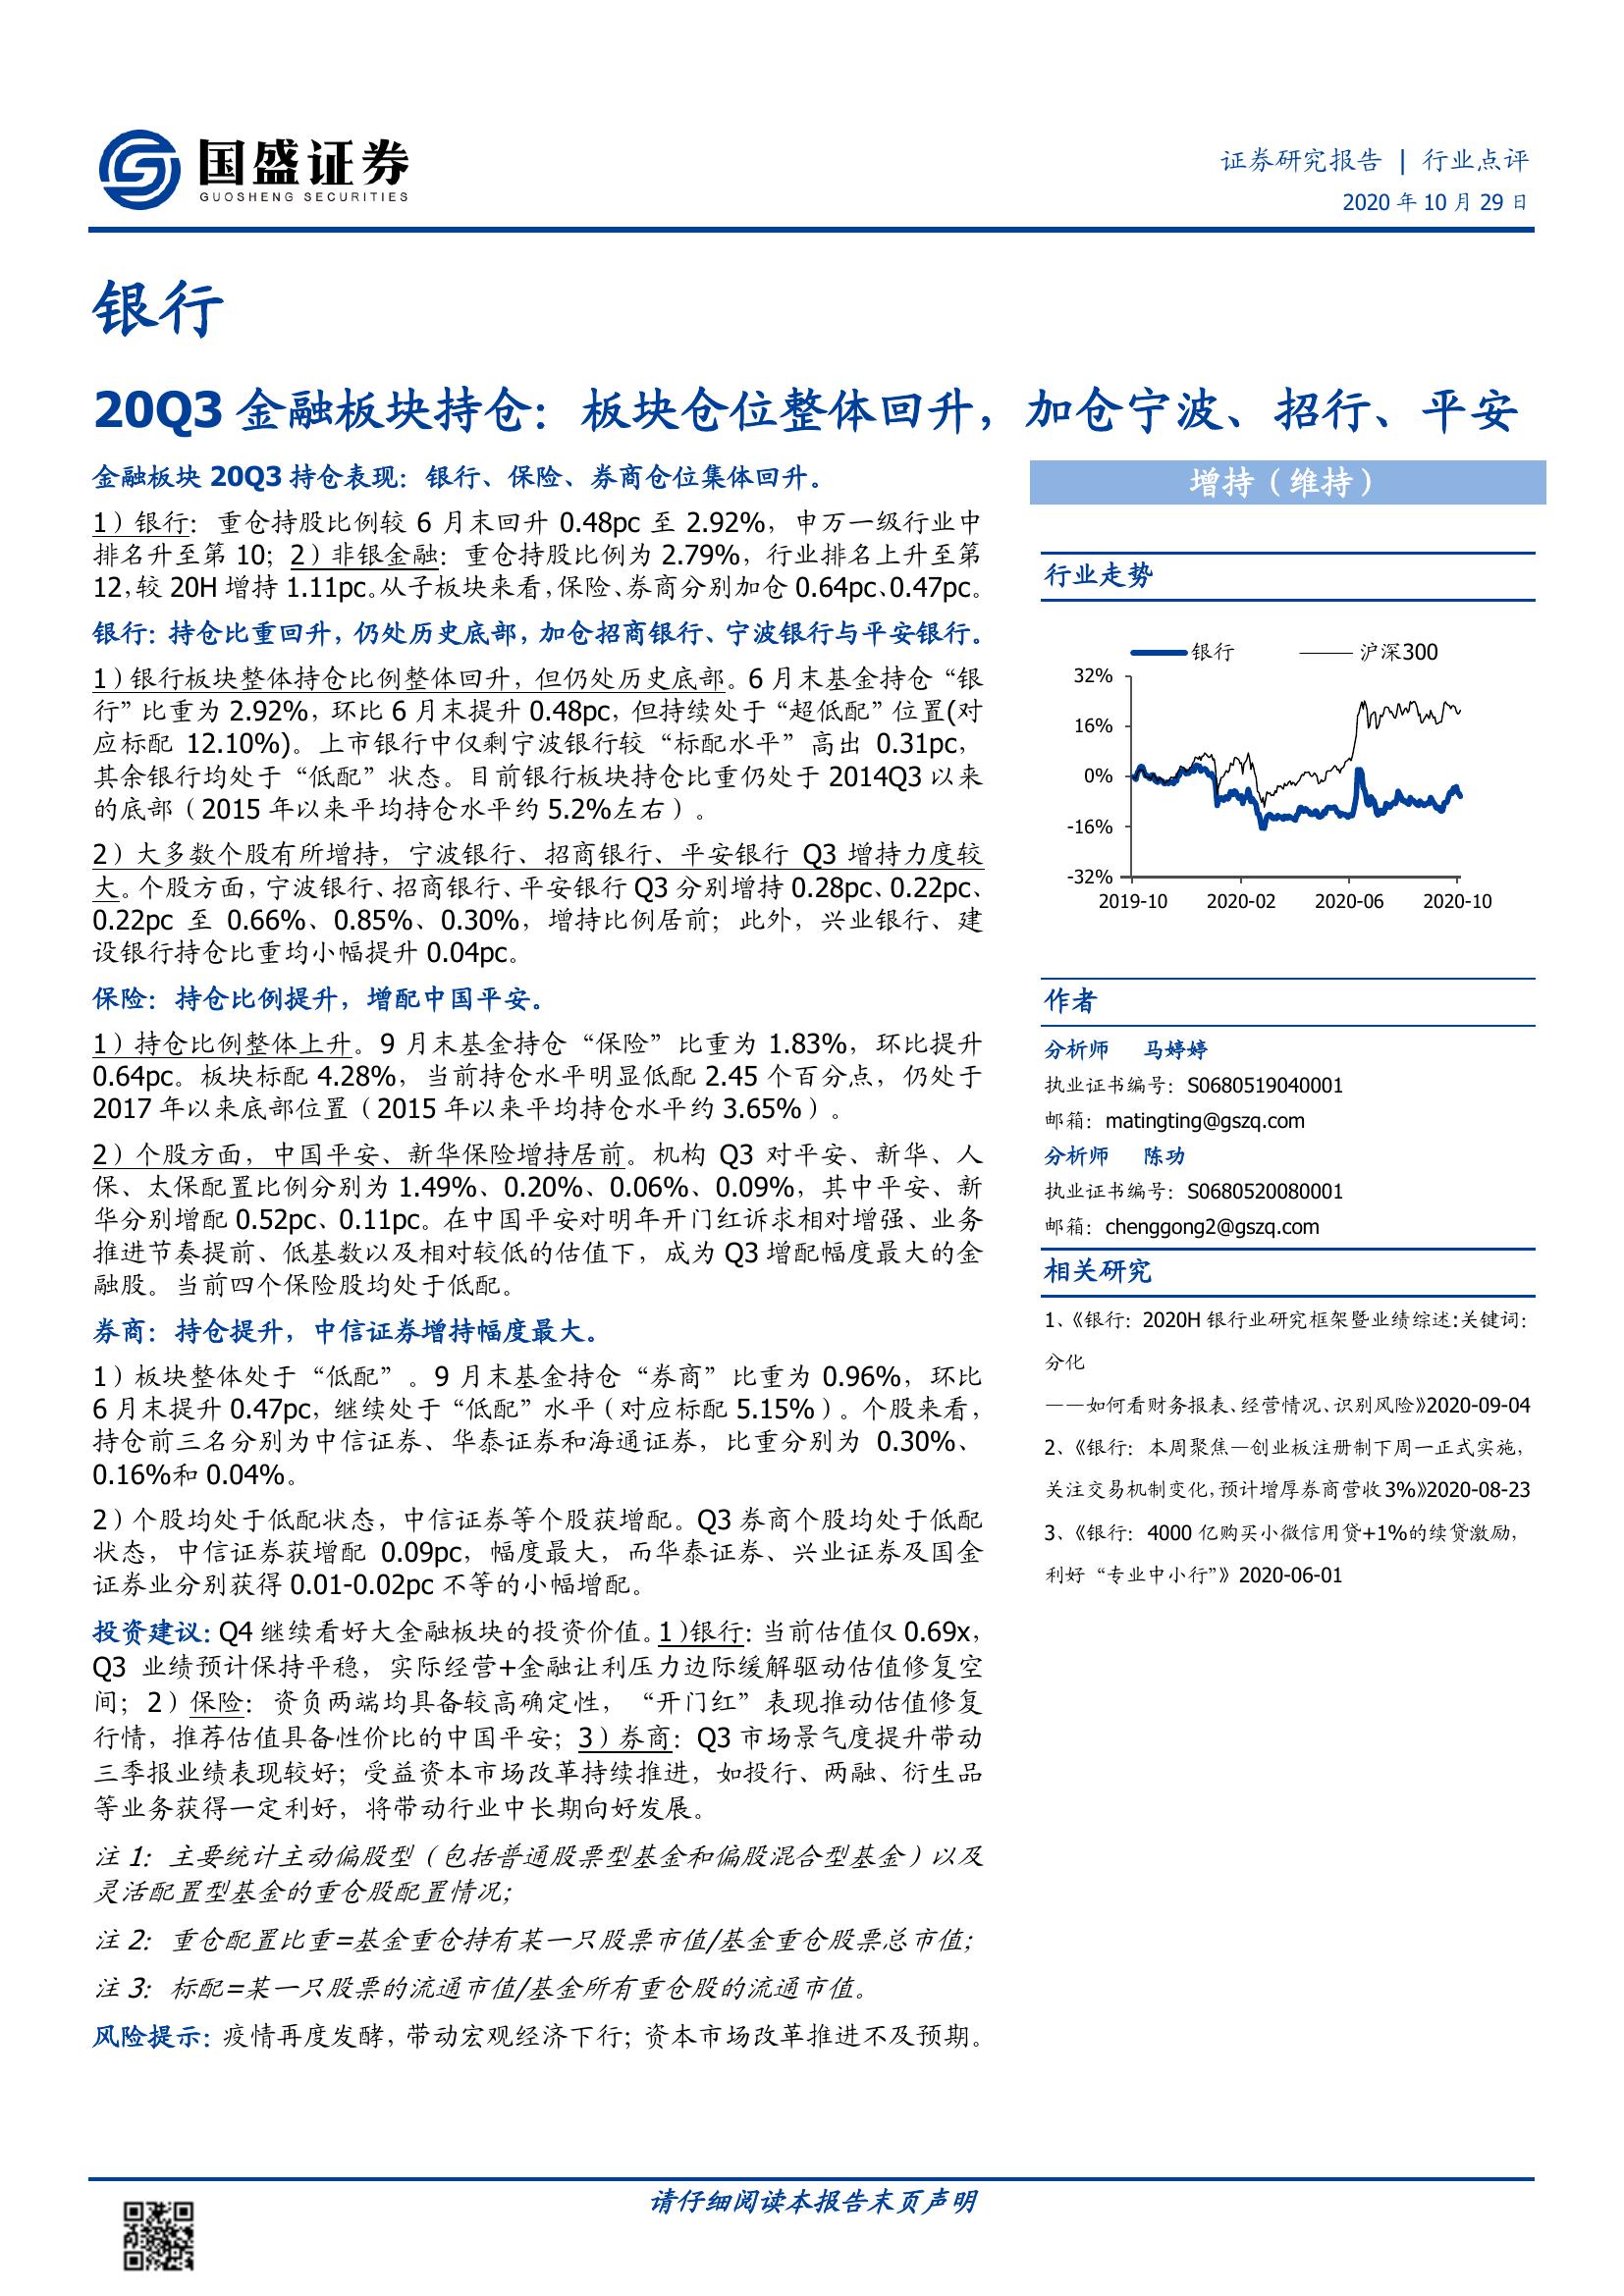 国盛证券
GUOSHENG SECURITIES
证券研究报告 | 行业点评
2020 年 10 月 29 日
银行
20Q3 金融板块持仓：板块仓位整体回升，加仓宁波、招行、平安
金融板块 20Q3 持仓表现：银行、保险、券商仓位集体回升。
1）银行：重仓持股比例较 6 月末回升 0.48pc 至 2.92%，申万一级行业中
排名升至第 10；2）非银金融：重仓持股比例为 2.79%，行业排名上升至第
12，较 20H 增持 1.11pc。从子板块来看，保险、券商分别加仓 0.64pc、0.47pc。
银行：持仓比重回升，仍处历史底部，加仓招商银行、宁波银行与平安银行。
1）银行板块整体持仓比例整体回升，但仍处历史底部。6 月末基金持仓“银
行”比重为 2.92%，环比 6 月末提升 0.48pc，但持续处于“超低配”位置(对
应标配 12.10%)。上市银行中仅剩宁波银行较“标配水平”高出 0.31pc，
其余银行均处于“低配”状态。目前银行板块持仓比重仍处于 2014Q3 以来
的底部（2015 年以来平均持仓水平约 5.2%左右）。
2）大多数个股有所增持，宁波银行、招商银行、平安银行 Q3 增持力度较
大。个股方面，宁波银行、招商银行、平安银行 Q3 分别增持 0.28pc、0.22pc、
0.22pc 至 0.66%、0.85%、0.30%，增持比例居前；此外，兴业银行、建
设银行持仓比重均小幅提升 0.04pc。
保险：持仓比例提升，增配中国平安。
1）持仓比例整体上升。9 月末基金持仓“保险”比重为 1.83%，环比提升
0.64pc。板块标配 4.28%，当前持仓水平明显低配 2.45 个百分点，仍处于
2017 年以来底部位置（2015 年以来平均持仓水平约 3.65%）。
2）个股方面，中国平安、新华保险增持居前。机构 Q3 对平安、新华、人
保、太保配置比例分别为 1.49%、0.20%、0.06%、0.09%，其中平安、新
华分别增配 0.52pc、0.11pc。在中国平安对明年开门红诉求相对增强、业务
推进节奏提前、低基数以及相对较低的估值下，成为 Q3 增配幅度最大的金
融股。当前四个保险股均处于低配。
券商：持仓提升，中信证券增持幅度最大。
1）板块整体处于“低配”。9 月末基金持仓“券商”比重为 0.96%，环比
6 月末提升 0.47pc，继续处于“低配”水平（对应标配 5.15%）。个股来看，
持仓前三名分别为中信证券、华泰证券和海通证券，比重分别为 0.30%、
0.16%和 0.04%。
2）个股均处于低配状态，中信证券等个股获增配。Q3 券商个股均处于低配
状态，中信证券获增配 0.09pc，幅度最大，而华泰证券、兴业证券及国金
证券业分别获得 0.01-0.02pc 不等的小幅增配。
投资建议：Q4 继续看好大金融板块的投资价值。1）银行：当前估值仅 0.69x，
Q3 业绩预计保持平稳，实际经营+金融让利压力边际缓解驱动估值修复空
间；2）保险：资负两端均具备较高确定性，“开门红”表现推动估值修复
行情，推荐估值具备性价比的中国平安；3）券商：Q3 市场景气度提升带动
三季报业绩表现较好；受益资本市场改革持续推进，如投行、两融、衍生品
等业务获得一定利好，将带动行业中长期向好发展。
注 1：主要统计主动偏股型（包括普通股票型基金和偏股混合型基金）以及
灵活配置型基金的重仓股配置情况；
注 2：重仓配置比重=基金重仓持有某一只股票市值/基金重仓股票总市值；
注 3：标配=某一只股票的流通市值/基金所有重仓股的流通市值。
风险提示：疫情再度发酵，带动宏观经济下行；资本市场改革推进不及预期。
增持（维持）
行业走势
银行 沪深300
32%
16%
0%
-16%
-32%
2019-10 2020-02 2020-06 2020-10
作者
分析师 马婷婷
执业证书编号：S0680519040001
邮箱：matingting@gszq.com
分析师 陈功
执业证书编号：S0680520080001
邮箱：chenggong2@gszq.com
相关研究
1、《银行：2020H 银行业研究框架暨业绩综述:关键词：
分化
——如何看财务报表、经营情况、识别风险》2020-09-04
2、《银行：本周聚焦—创业板注册制下周一正式实施，
关注交易机制变化，预计增厚券商营收 3%》2020-08-23
3、《银行：4000 亿购买小微信用贷+1%的续贷激励，
利好“专业中小行”》2020-06-01
请仔细阅读本报告末页声明